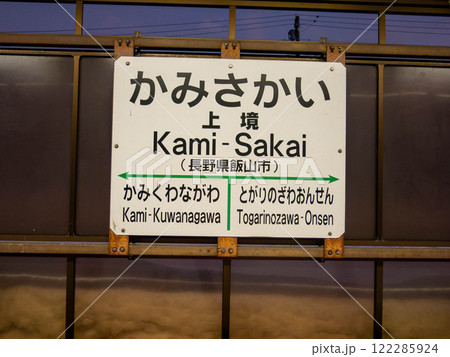 かみさかい
上境
Kami-Sakai
(長野県飯山市)
かみくわながわ とがりのざわおんせん
Kami-Kuwanagawa Togarinozawa-Onsen
PIXTA
122285924